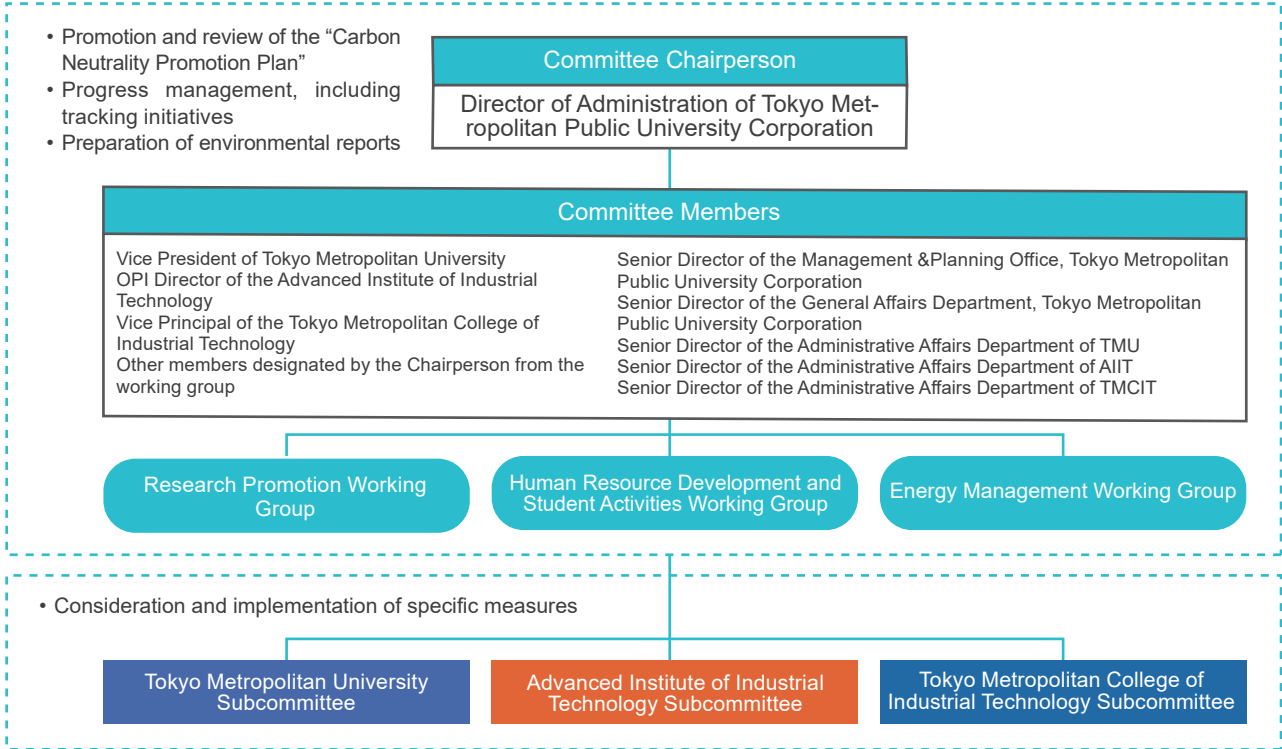 • Promotion and review of the “Carbon
Neutrality Promotion Plan”
• Progress management, including
tracking initiatives
• Preparation of environmental reports
Committee Chairperson
Director of Administration of Tokyo Met-
ropolitan Public University Corporation
Committee Members
Vice President of Tokyo Metropolitan University
OPI Director of the Advanced Institute of Industrial
Technology
Vice Principal of the Tokyo Metropolitan College of
Industrial Technology
Other members designated by the Chairperson from the
working group
Senior Director of the Management &Planning Office, Tokyo Metropolitan
Public University Corporation
Senior Director of the General Affairs Department, Tokyo Metropolitan
Public University Corporation
Senior Director of the Administrative Affairs Department of TMU
Senior Director of the Administrative Affairs Department of AIIT
Senior Director of the Administrative Affairs Department of TMCIT
Research Promotion Working
Group
Human Resource Development and
Student Activities Working Group
Energy Management Working Group
• Consideration and implementation of specific measures
Tokyo Metropolitan University
Subcommittee
Advanced Institute of Industrial
Technology Subcommittee
Tokyo Metropolitan College of
Industrial Technology Subcommittee